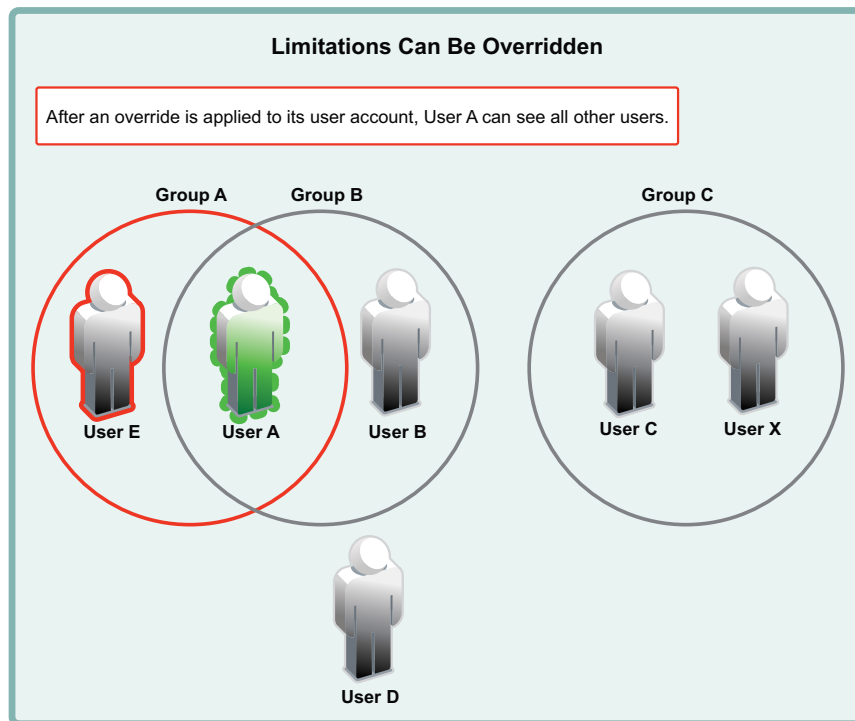 Limitations Can Be Overridden
After an override is applied to its user account, User A can see all other users.
Group A
Group B
Group C
User E
User A
User B
User C
User X
User D